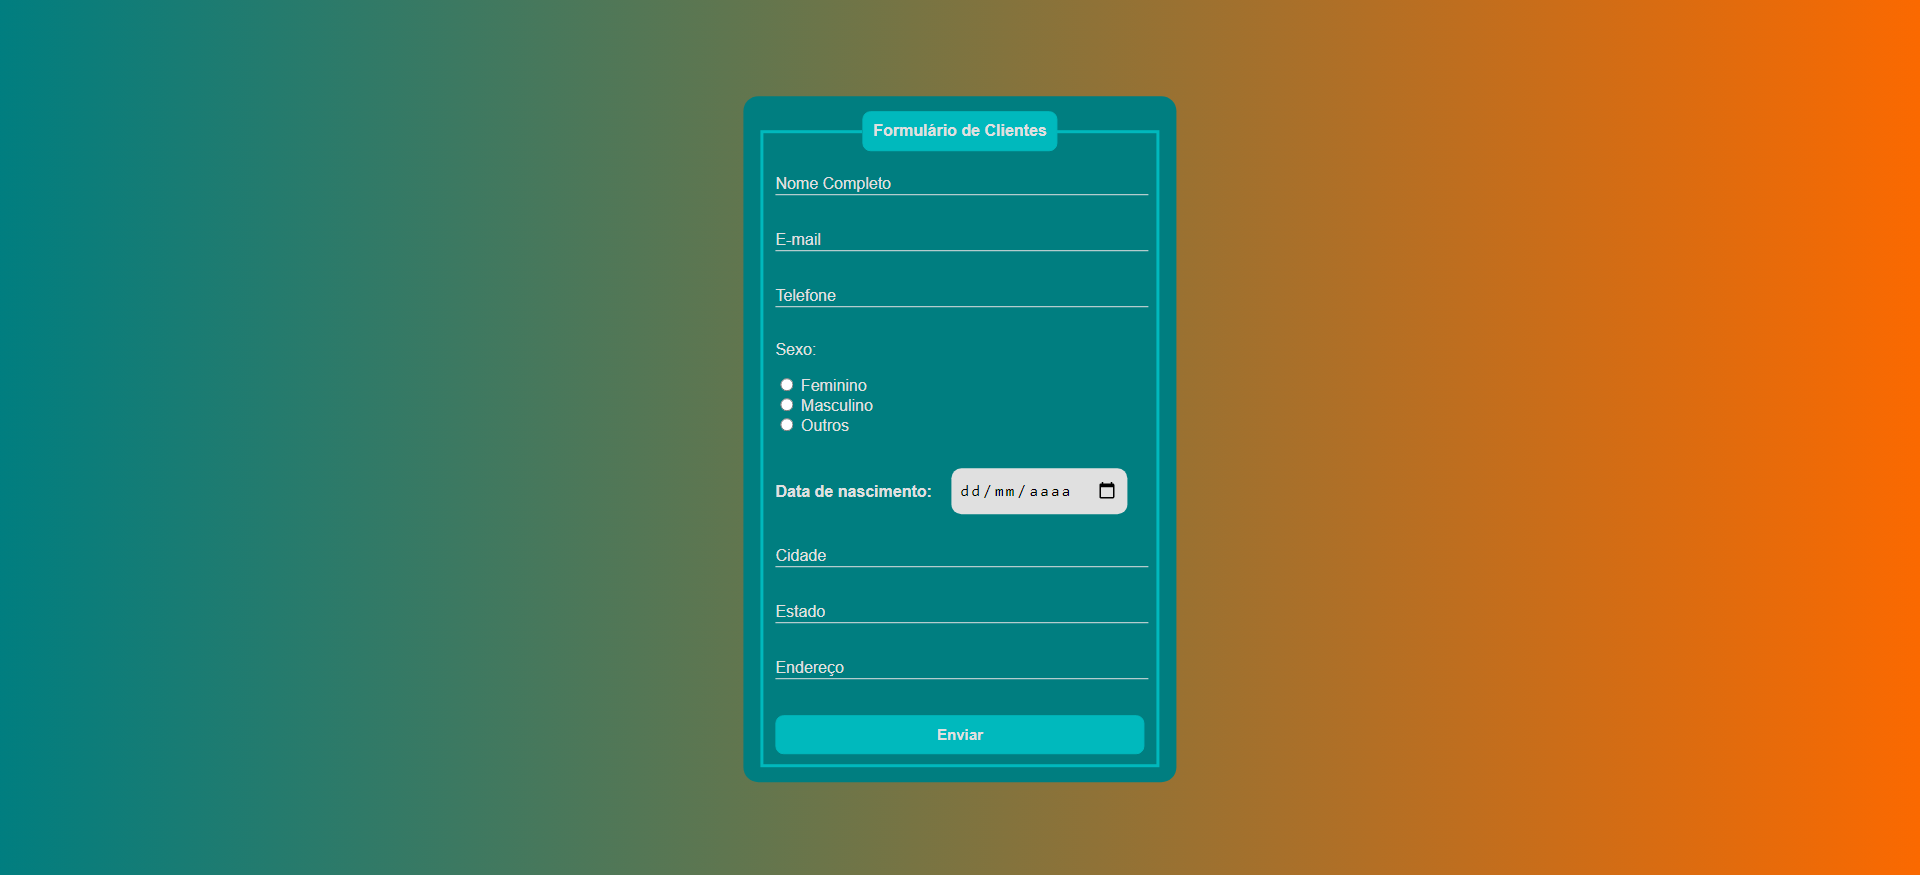 Formulário de Clientes
Nome Completo
E-mail
Telefone
Sexo:
Feminino
Masculino
Outros
Data de nascimento: dd/mm/aaaa
Cidade
Estado
Endereço
Enviar